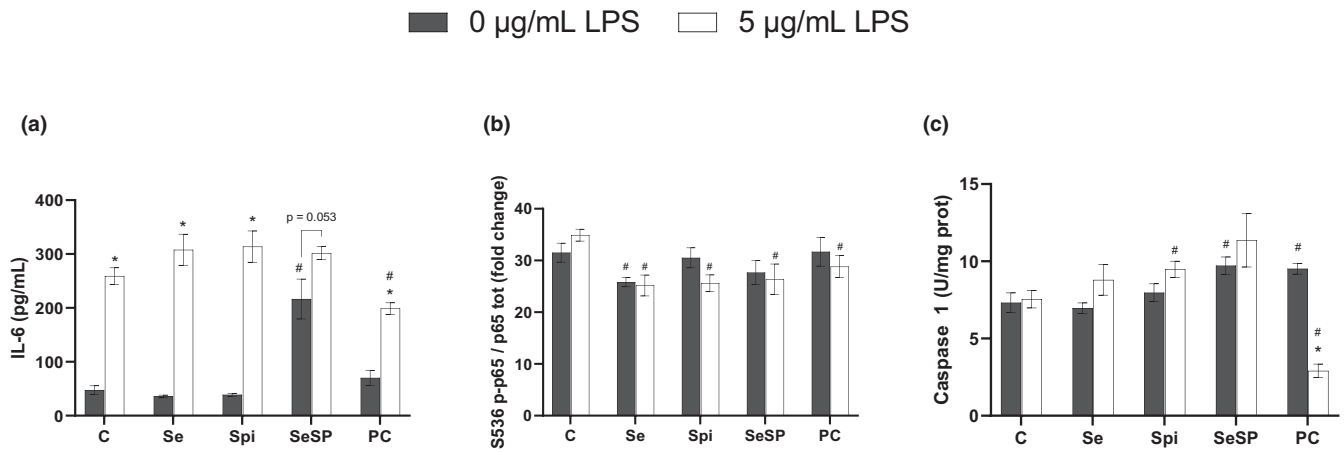 0 µg/mL LPS 5 µg/mL LPS
(a)
IL-6 (pg/mL)
400
300
200
100
0
*
*
*
p = 0.053
#
#
*
C Se Spi SeSP PC
(b)
S536 p-p65 / p65 tot (fold change)
40
30
20
10
0
# #
#
#
#
C Se Spi SeSP PC
(c)
Caspase 1 (U/mg prot)
15
10
5
0
#
#
#
#
*
C Se Spi SeSP PC